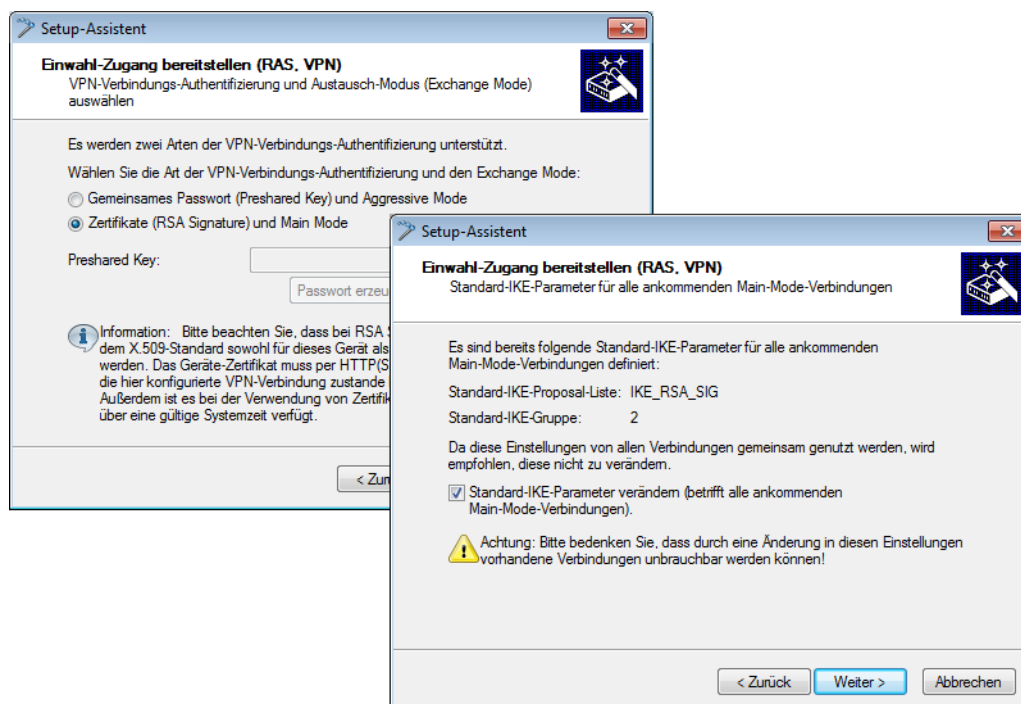 Setup-Assistent
Einwahl-Zugang bereitstellen (RAS, VPN)
VPN-Verbindungs-Authentifizierung und Austausch-Modus (Exchange Mode)
auswählen
Es werden zwei Arten der VPN-Verbindungs-Authentifizierung unterstützt.
Wählen Sie die Art der VPN-Verbindungs-Authentifizierung und den Exchange Mode:
Gemeinsames Passwort (Preshared Key) und Aggressive Mode
Zertifikate (RSA Signature) und Main Mode
Preshared Key:
Passwort erzeu
Information: Bitte beachten Sie, dass bei RSA
dem X.509-Standard sowohl für dieses Gerät als
werden. Das Geräte-Zertifikat muss per HTTP(S
die hier konfigurierte VPN-Verbindung zustande
Außerdem ist es bei der Verwendung von Zertifik
über eine gültige Systemzeit verfügt.
< Zur
Setup-Assistent
Einwahl-Zugang bereitstellen (RAS, VPN)
Standard-IKE-Parameter für alle ankommenden Main-Mode-Verbindungen
Es sind bereits folgende Standard-IKE-Parameter für alle ankommenden
Main-Mode-Verbindungen definiert:
Standard-IKE-Proposal-Liste: IKE_RSA_SIG
Standard-IKE-Gruppe: 2
Da diese Einstellungen von allen Verbindungen gemeinsam genutzt werden, wird
empfohlen, diese nicht zu verändern.
Standard-IKE-Parameter verändern (betrifft alle ankommenden
Main-Mode-Verbindungen).
Achtung: Bitte bedenken Sie, dass durch eine Änderung in diesen Einstellungen
vorhandene Verbindungen unbrauchbar werden können!
< Zurück Weiter > Abbrechen